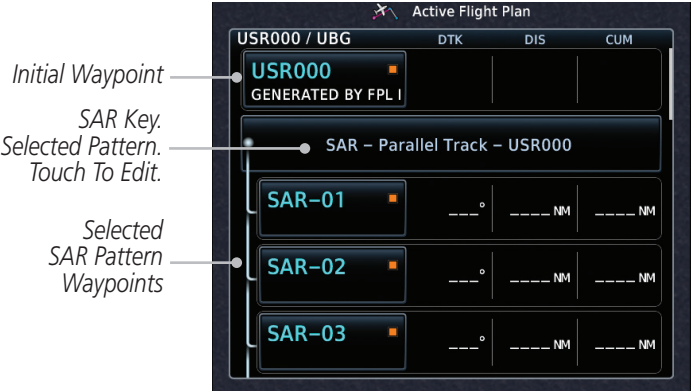 Active Flight Plan
USR000 / UBG DTK DIS CUM
Initial Waypoint
USR000
GENERATED BY FPL I
SAR Key.
Selected Pattern.
Touch To Edit.
SAR – Parallel Track – USR000
Selected
SAR Pattern
Waypoints
SAR–01 ___° ____NM ____NM
SAR–02 ___° ____NM ____NM
SAR–03 ___° ____NM ____NM